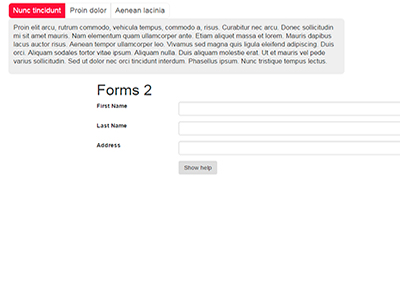 Nunc tincidunt Proin dolor Aenean lacinia
Proin elit arcu, rutrum commodo, vehicula tempus, commodo a, risus. Curabitur nec arcu. Donec sollicitudin
mi sit amet mauris. Nam elementum quam ullamcorper ante. Etiam aliquet massa et lorem. Mauris dapibus
lacus auctor risus. Aenean tempor ullamcorper leo. Vivamus sed magna quis ligula eleifend adipiscing. Duis
orci. Aliquam sodales tortor vitae ipsum. Aliquam nulla. Duis aliquam molestie erat. Ut et mauris vel pede
varius sollicitudin. Sed ut dolor nec orci tincidunt interdum. Phasellus ipsum. Nunc tristique tempus lectus.
Forms 2
First Name
Last Name
Address
Show help